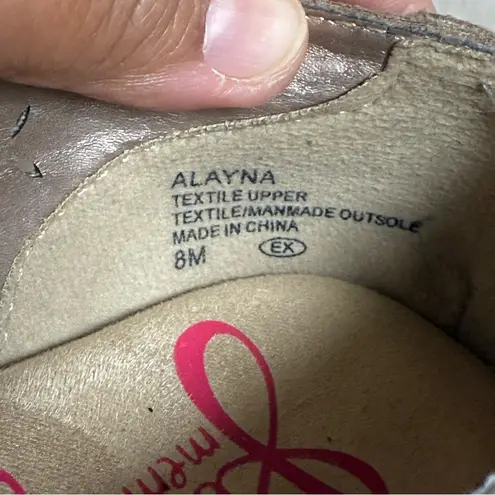 ALAYNA
TEXTILE UPPER
TEXTILE/MANMADE OUTSOLE
MADE IN CHINA
8M EX